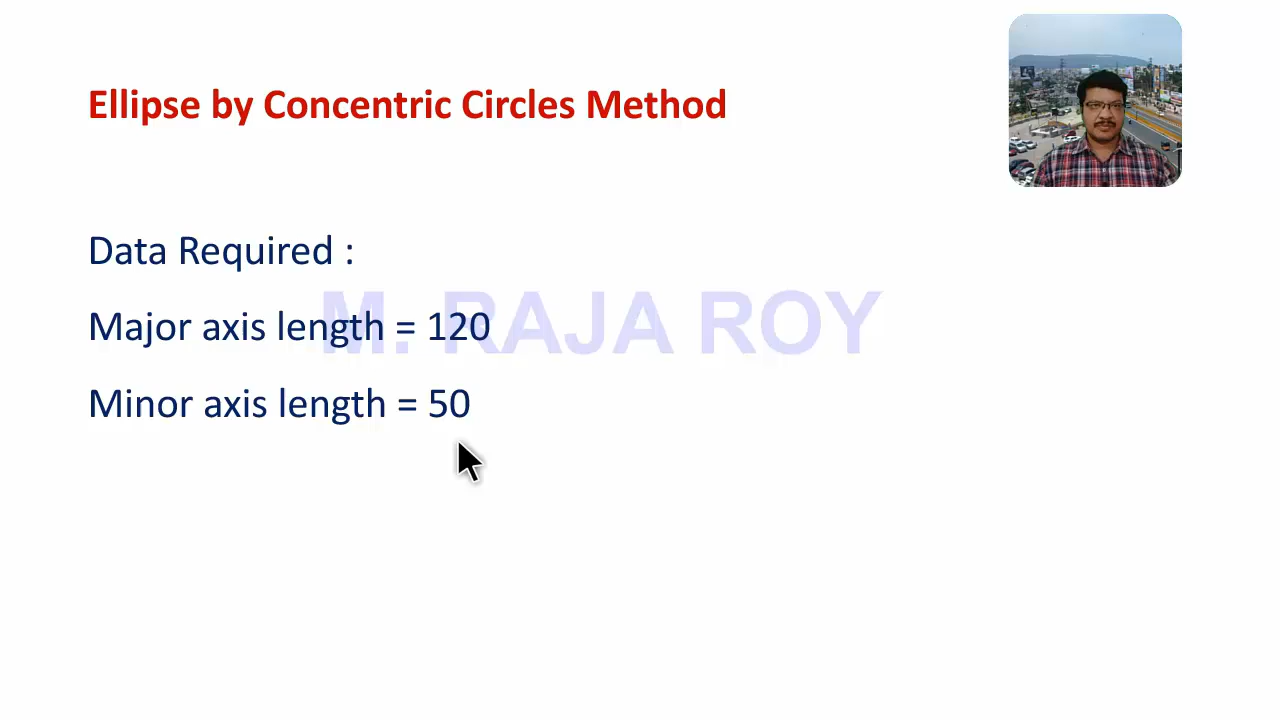 Ellipse by Concentric Circles Method
Data Required :
M. RAJA ROY
Major axis length = 120
Minor axis length = 50